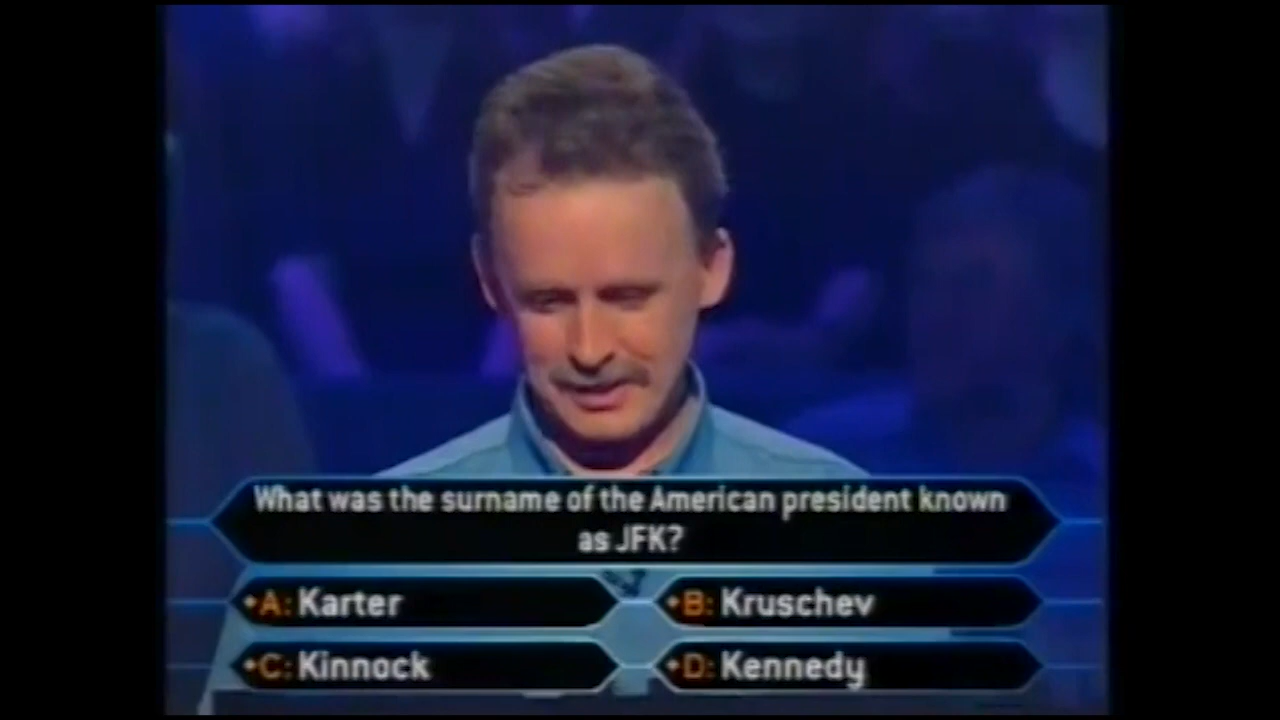 What was the surname of the American president known
as JFK?
A: Karter
B: Kruschev
C: Kinnock
D: Kennedy